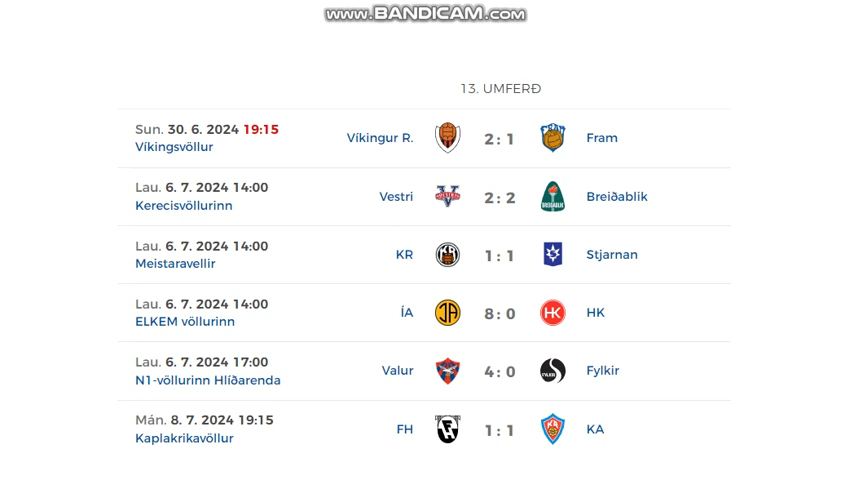 www.BANDICAM.com
13. UMFERÐ
Sun. 30. 6. 2024 19:15
Víkingsvöllur
Víkingur R. 2 : 1 Fram
Lau. 6. 7. 2024 14:00
Kerecisvöllurinn
Vestri 2 : 2 Breiðablik
Lau. 6. 7. 2024 14:00
Meistaravellir
KR 1 : 1 Stjarnan
Lau. 6. 7. 2024 14:00
ELKEM völlurinn
ÍA 8 : 0 HK
Lau. 6. 7. 2024 17:00
N1-völlurinn Hlíðarenda
Valur 4 : 0 Fylkir
Mán. 8. 7. 2024 19:15
Kaplakrikavöllur
FH 1 : 1 KA